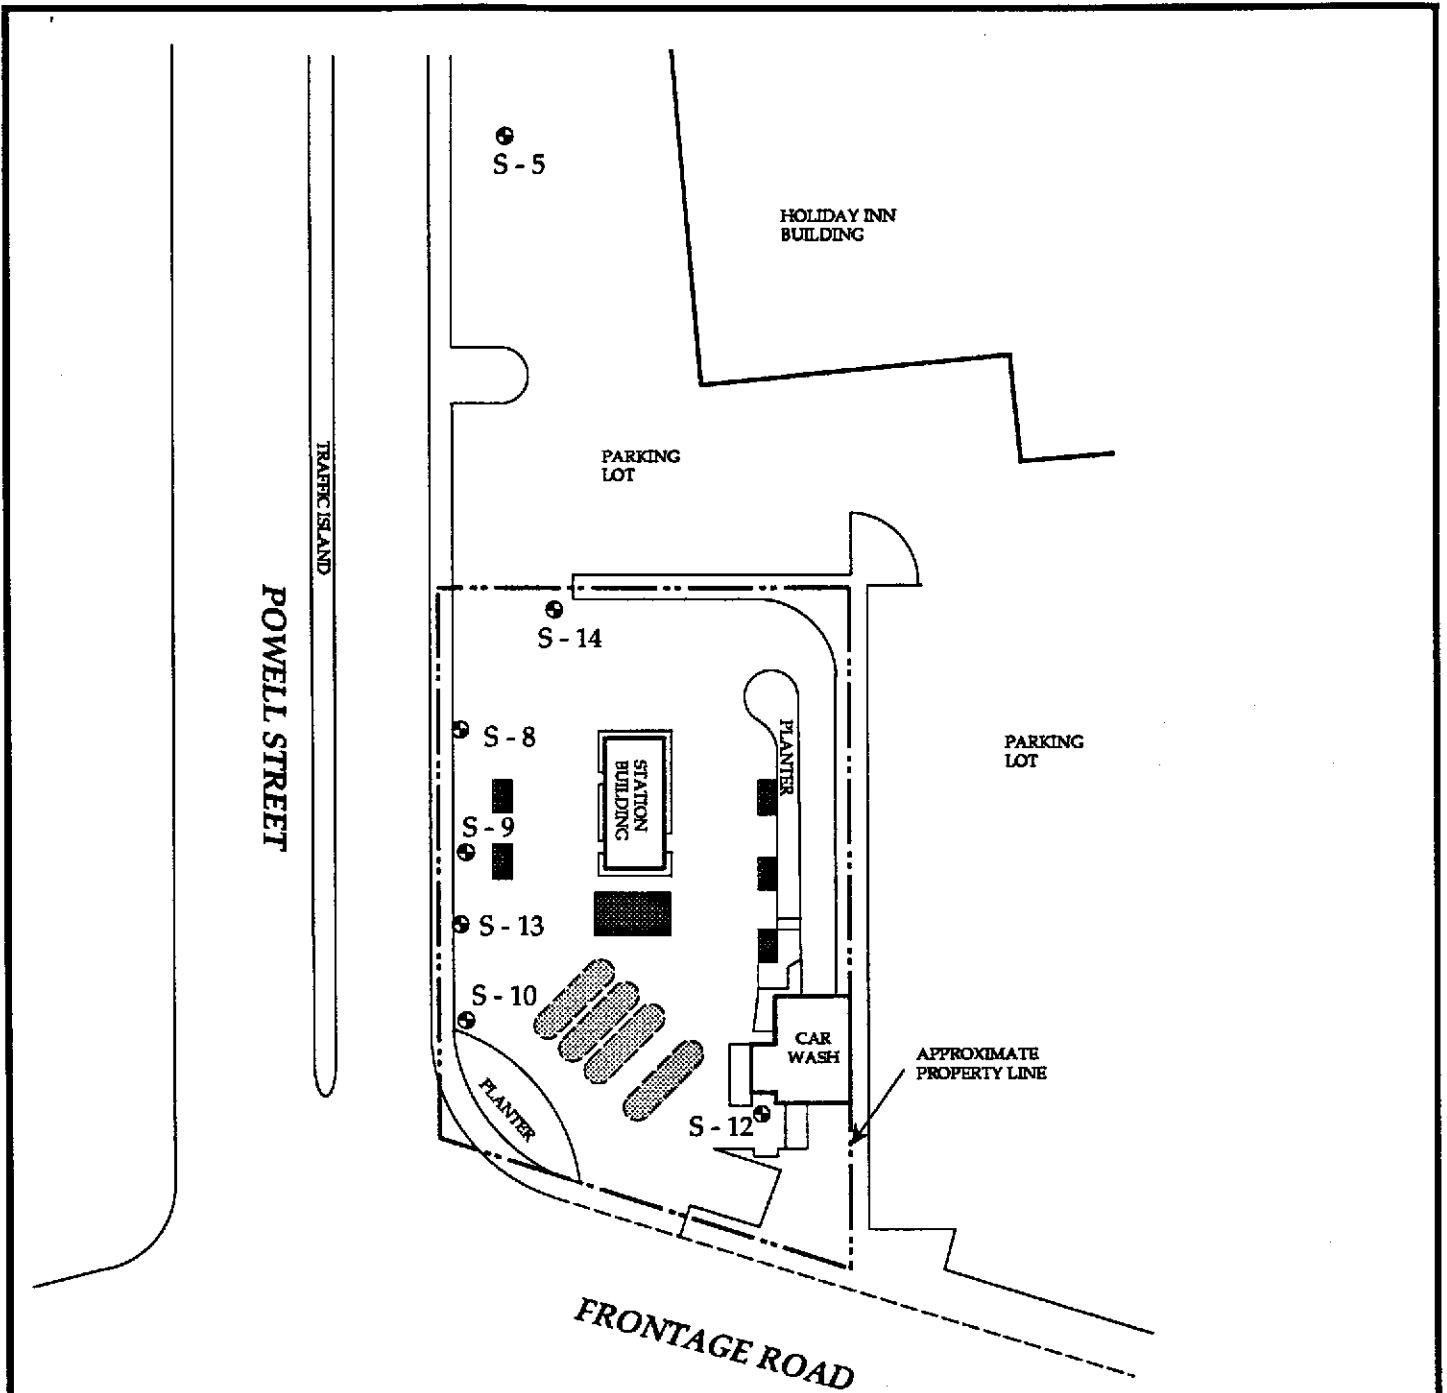 S - 5
HOLIDAY INN
BUILDING
TRAFFIC ISLAND
PARKING
LOT
POWELL STREET
S - 14
S - 8
STATION
BUILDING
PLANTER
PARKING
LOT
S - 9
S - 13
S - 10
CAR
WASH
APPROXIMATE
PROPERTY LINE
PLANTER
S - 12
FRONTAGE ROAD